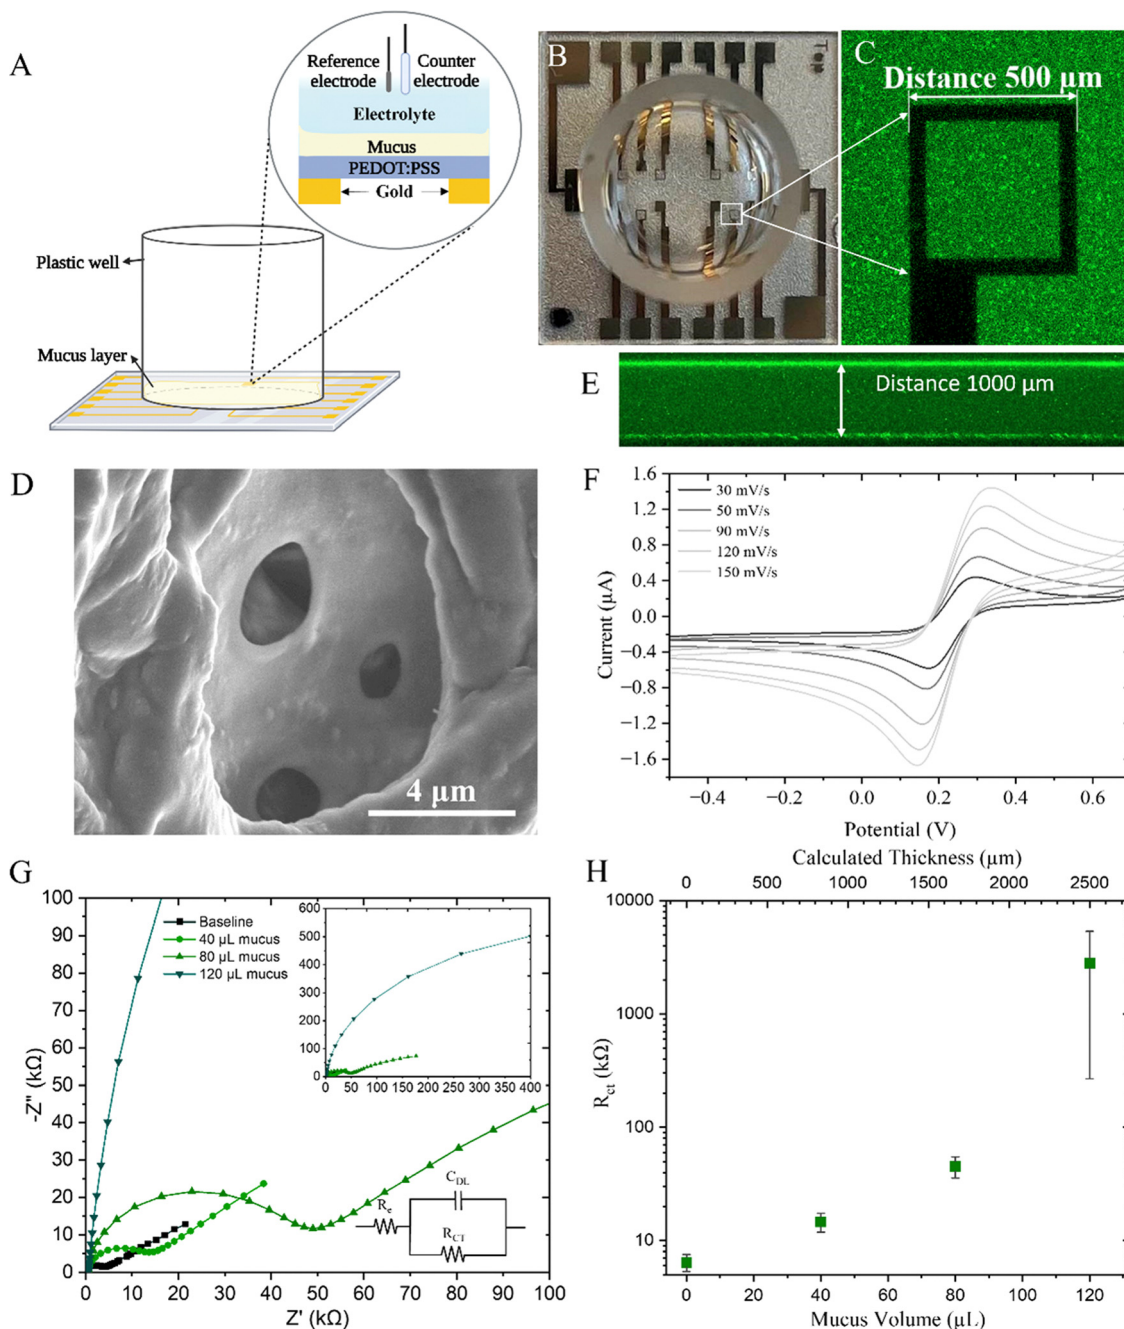 A
Reference
electrode
Counter
electrode
Electrolyte
Mucus
PEDOT:PSS
Gold
Plastic well
Mucus layer
B
Top
C
Distance 500 µm
E
Distance 1000 µm
D
4 µm
F
30 mV/s
50 mV/s
90 mV/s
120 mV/s
150 mV/s
1.6
1.2
0.8
0.4
0.0
−0.4
−0.8
−1.2
−1.6
Current (µA)
−0.4 −0.2 0.0 0.2 0.4 0.6
Potential (V)
G
Baseline
40 µL mucus
80 µL mucus
120 µL mucus
100
90
80
70
60
50
40
30
20
10
0
-Z" (kΩ)
0 10 20 30 40 50 60 70 80 90 100
Z' (kΩ)
600
500
400
300
200
100
0
0 50 100 150 200 250 300 350 400
Re
CDL
RCT
H
Calculated Thickness (µm)
0 500 1000 1500 2000 2500
10000
1000
100
10
Rct (kΩ)
0 20 40 60 80 100 120
Mucus Volume (µL)